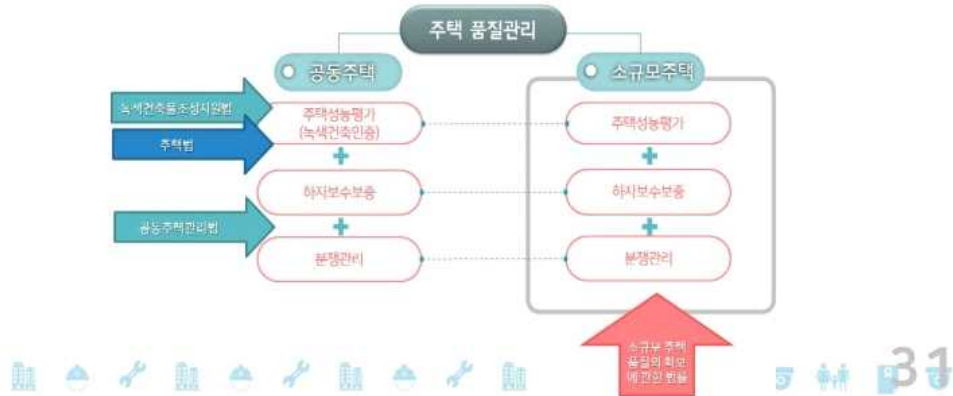 주택 품질관리
공동주택
소규모주택
녹색건축물조성지원법
주택법
주택성능평가
(녹색건축인증)
주택성능평가
하자보수보증
하자보수보증
공동주택관리법
분쟁관리
분쟁관리
소규모 주택
품질의 확보
에 관한 법률
31